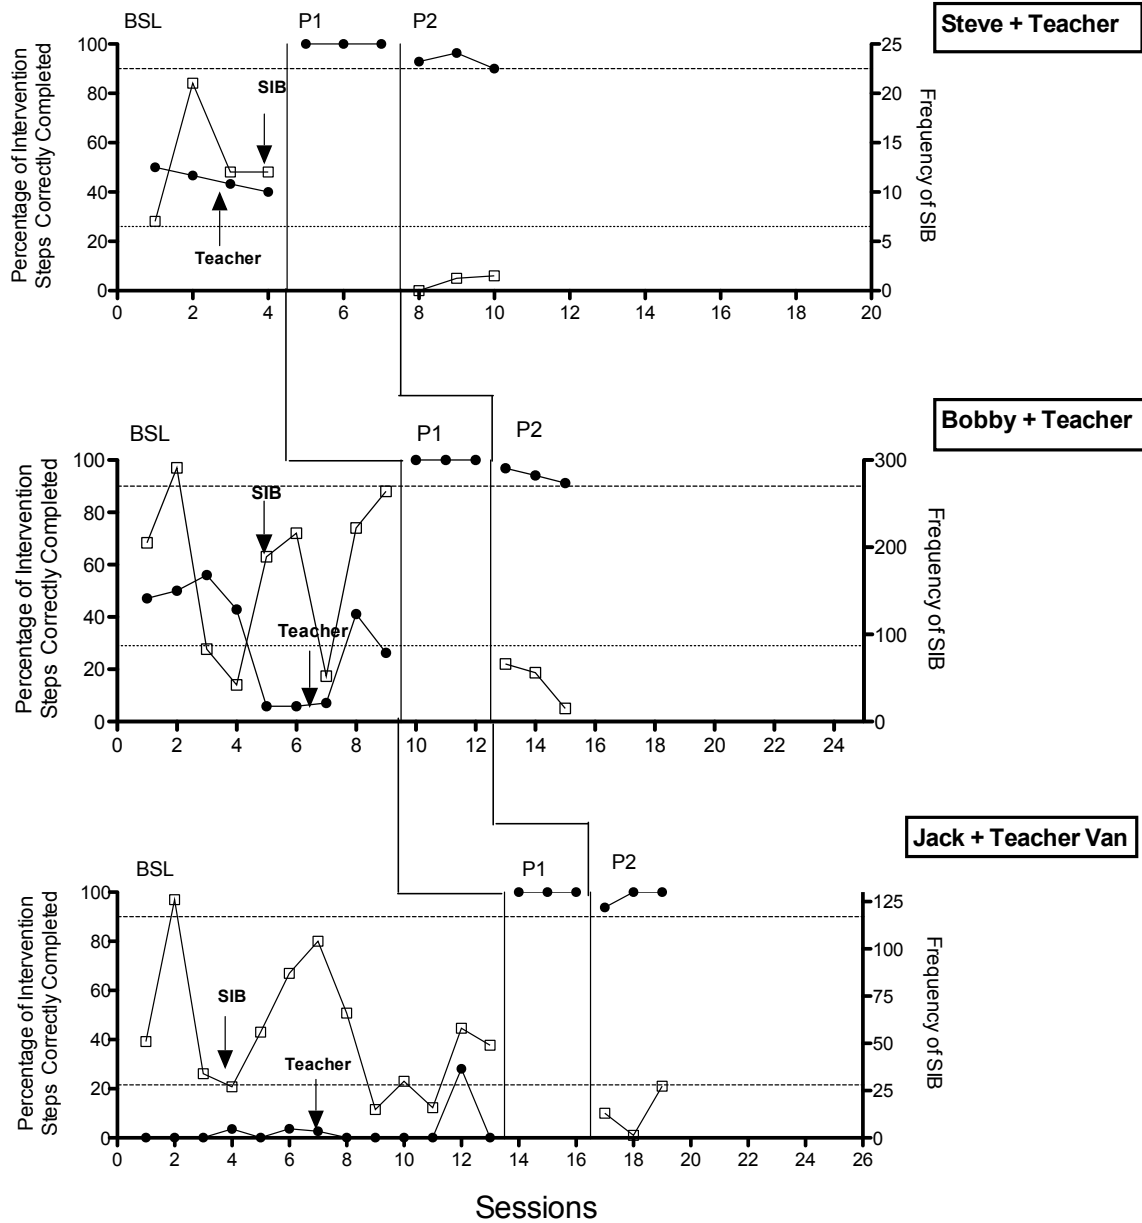 BSL P1 P2
Steve + Teacher
Percentage of Intervention
Steps Correctly Completed
100
80
60
40
20
0
SIB
Teacher
25
20
15
10
5
0
Frequency of SIB
0 2 4 6 8 10 12 14 16 18 20
BSL P1 P2
Bobby + Teacher
Percentage of Intervention
Steps Correctly Completed
100
80
60
40
20
0
SIB
Teacher
300
200
100
0
Frequency of SIB
0 2 4 6 8 10 12 14 16 18 20 22 24
BSL P1 P2
Jack + Teacher Van
Percentage of Intervention
Steps Correctly Completed
100
80
60
40
20
0
SIB
Teacher
125
100
75
50
25
0
Frequency of SIB
0 2 4 6 8 10 12 14 16 18 20 22 24 26
Sessions